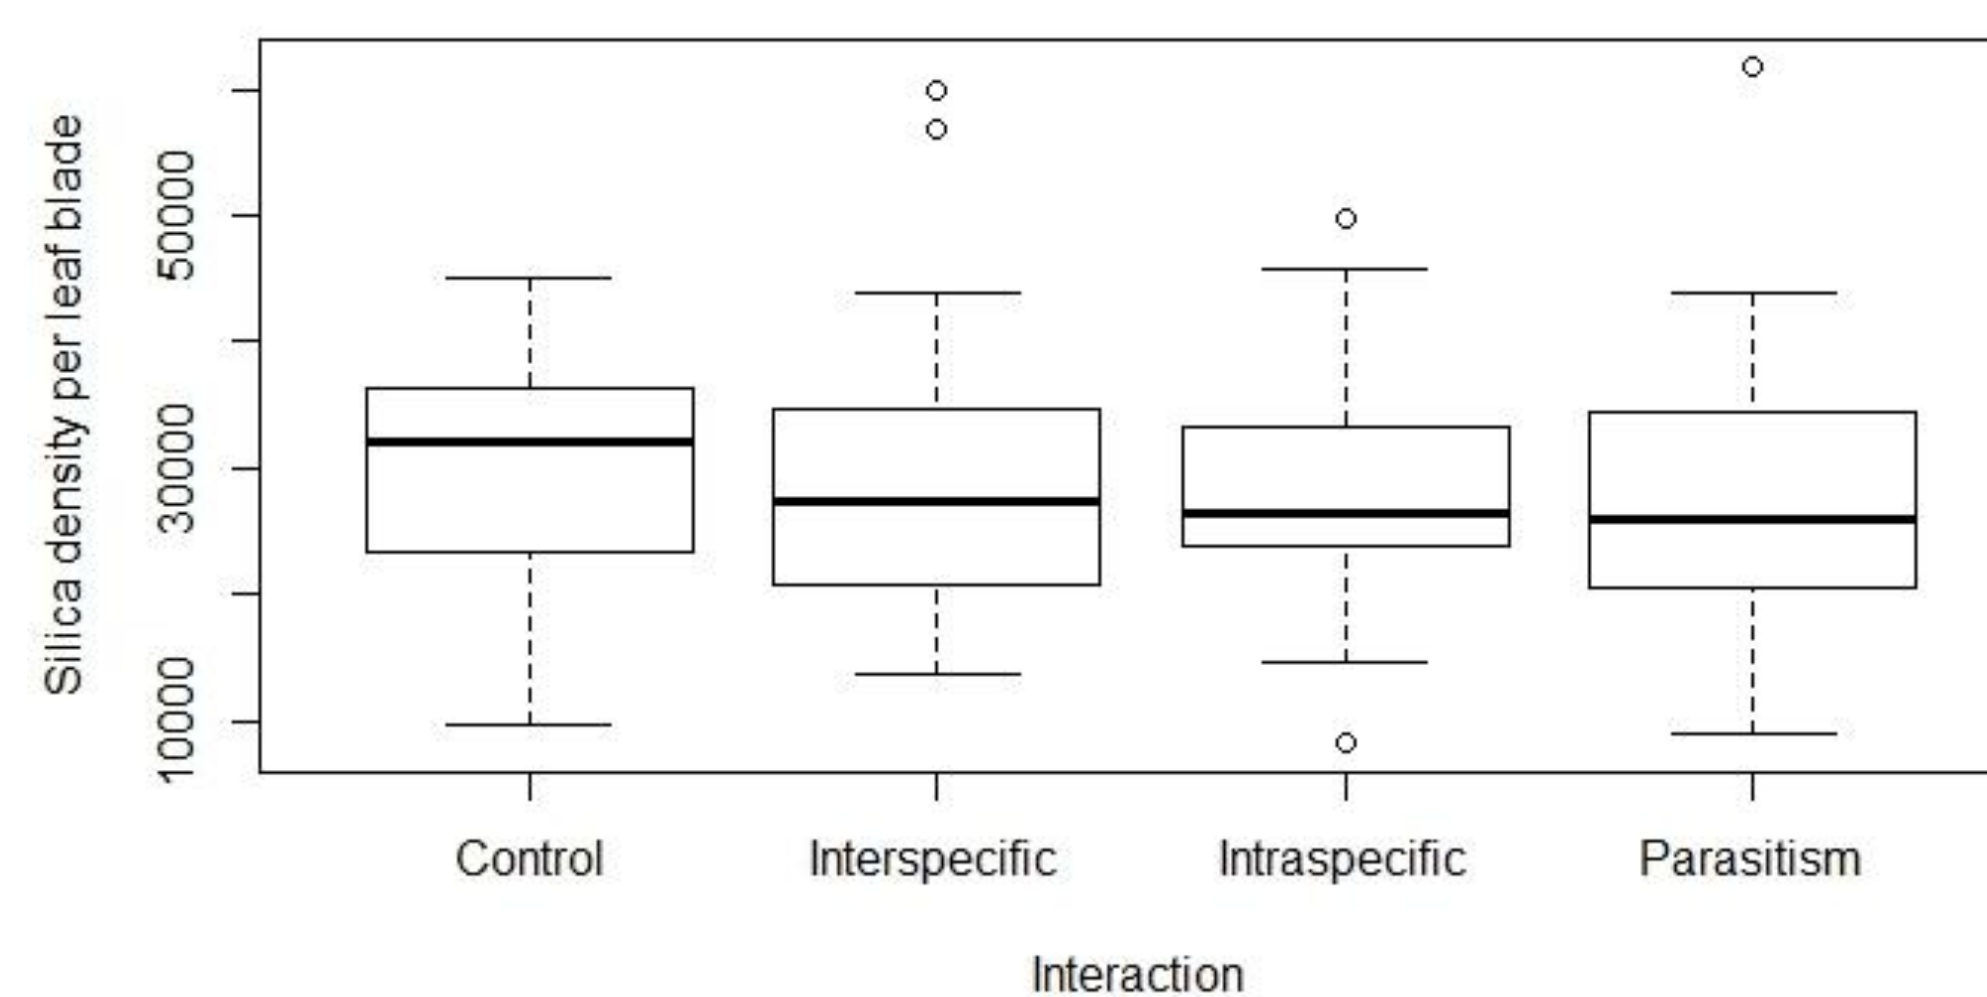 Silica density per leaf blade
50000
30000
10000
Control
Interspecific
Intraspecific
Parasitism
Interaction